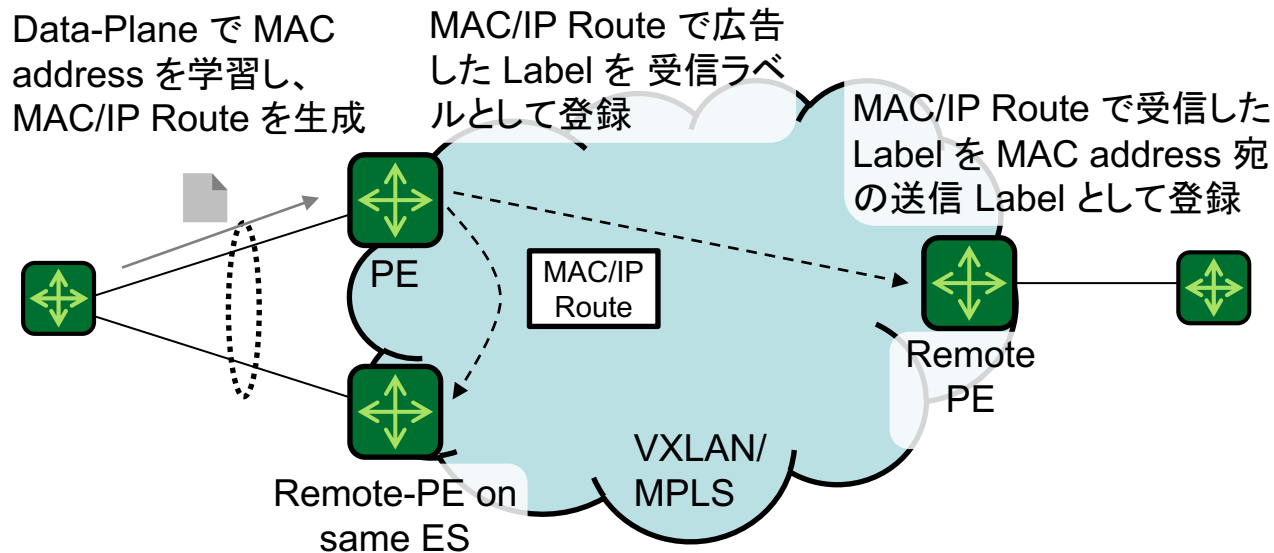 Data-Plane で MAC
address を学習し、
MAC/IP Route を生成
MAC/IP Route で広告
した Label を 受信ラベ
ルとして登録
MAC/IP Route で受信した
Label を MAC address 宛
の送信 Label として登録
PE
MAC/IP
Route
Remote
PE
VXLAN/
MPLS
Remote-PE on
same ES